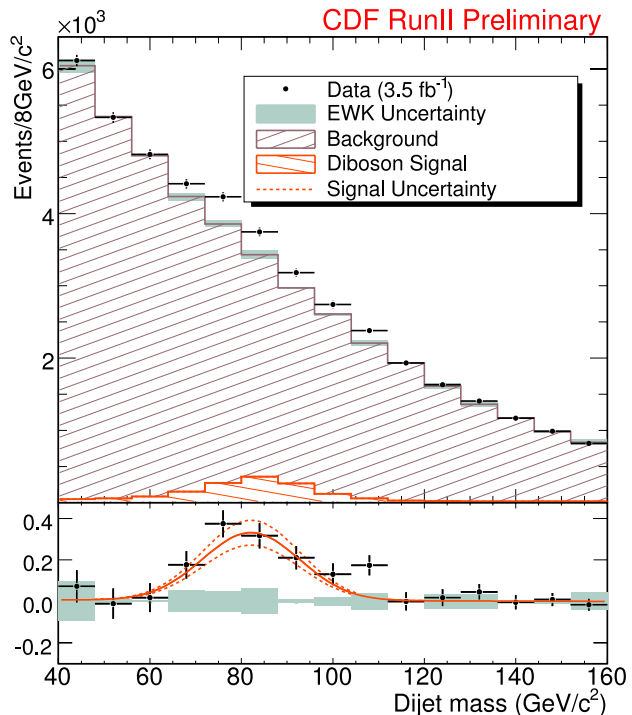 CDF RunII Preliminary
×10³
Events/8GeV/c²
6
4
2
Data (3.5 fb⁻¹)
EWK Uncertainty
Background
Diboson Signal
Signal Uncertainty
0.4
0.2
0.0
-0.2
40 60 80 100 120 140 160
Dijet mass (GeV/c²)